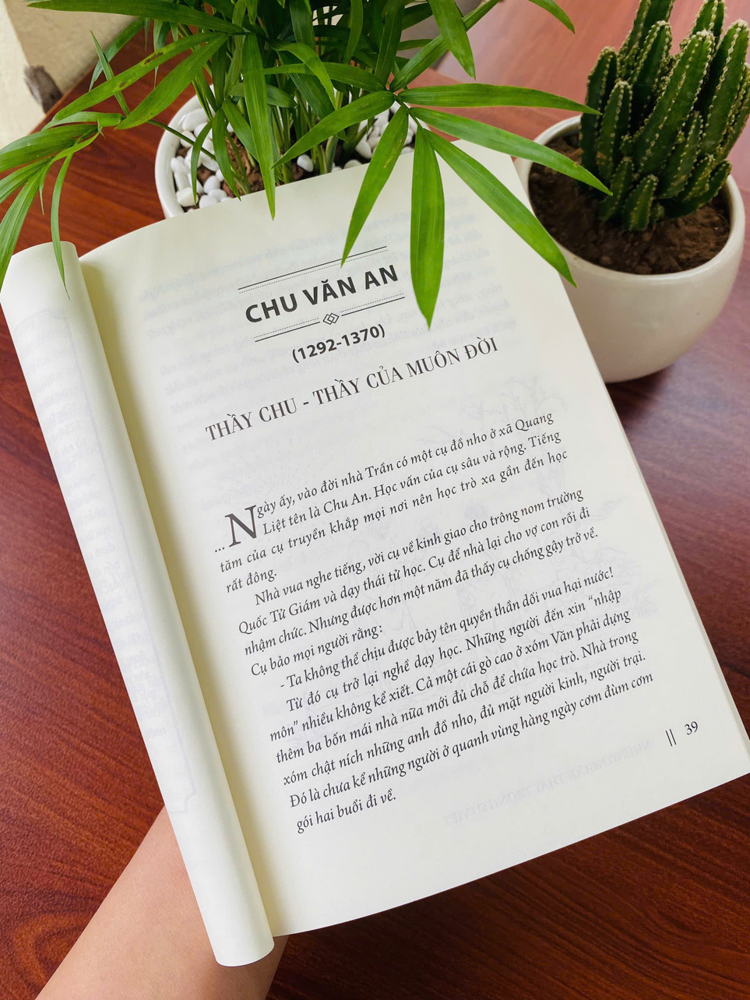 CHU VĂN AN
(1292-1370)
THẦY CHU - THẦY CỦA MUÔN ĐỜI
...Ngày ấy, vào đời nhà Trần có một cụ đồ nho ở xã Quang
Liệt tên là Chu An. Học vấn của cụ sâu và rộng. Tiếng
tăm của cụ truyền khắp mọi nơi nên học trò xa gần đến học
rất đông.
Nhà vua nghe tiếng, vời cụ về kinh giao cho trông nom trường
Quốc Tử Giám và dạy thái tử học. Cụ để nhà lại cho vợ con rồi đi
nhậm chức. Nhưng được hơn một năm đã thấy cụ chống gậy trở về.
Cụ bảo mọi người rằng:
- Ta không thể chịu được bảy tên quyền thần dối vua hại nước!
Từ đó cụ trở lại nghề dạy học. Những người đến xin “nhập
môn” nhiều không kể xiết. Cả một cái gò cao ở xóm Văn phải dựng
thêm ba bốn mái nhà nữa mới đủ chỗ để chứa học trò. Nhà trong
xóm chật ních những anh đồ nho, đủ mặt người kinh, người trại.
Đó là chưa kể những người ở quanh vùng hàng ngày cơm đùm cơm
gói hai buổi đi về.
|| 39